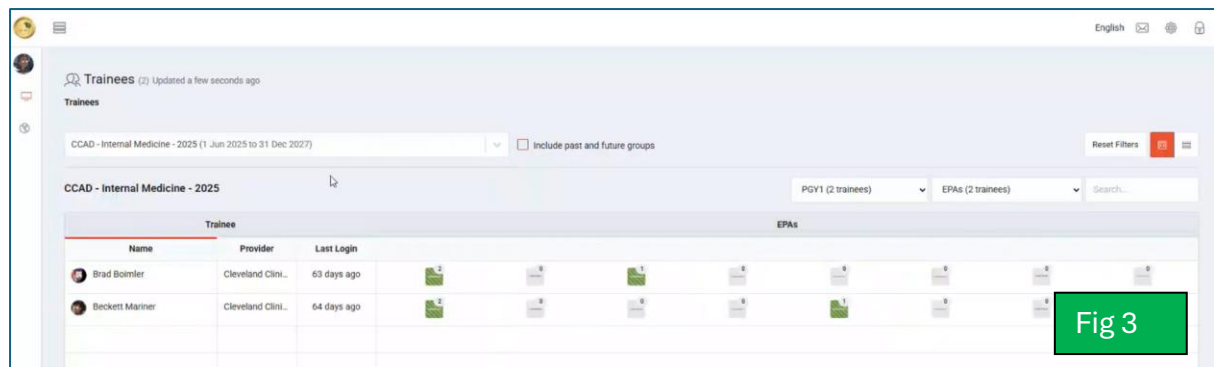 English
Trainees (2) Updated a few seconds ago
Trainees
CCAD - Internal Medicine - 2025 (1 Jun 2025 to 31 Dec 2027) Include past and future groups Reset Filters
CCAD - Internal Medicine - 2025 PGY1 (2 trainees) EPAs (2 trainees) Search...
Trainee EPAs
Name Provider Last Login
Brad Boimler Cleveland Clini... 63 days ago 2 0 1 0 0 0 0 0
Beckett Mariner Cleveland Clini... 64 days ago 2 0 0 0 1 0 0
Fig 3